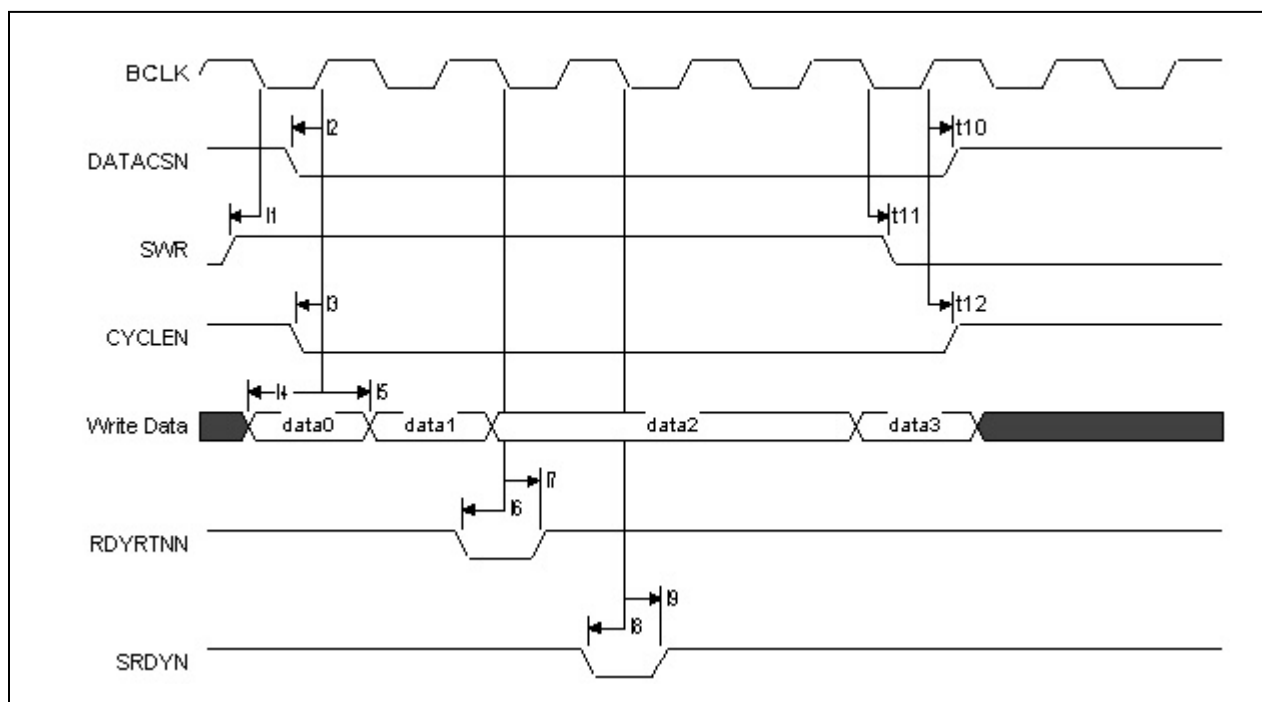 BCLK
t2
t10
DATACSN
t1
t11
SWR
t3
t12
CYCLEN
t4
t5
Write Data
data0
data1
data2
data3
t7
t6
RDYRTNN
t9
t8
SRDYN